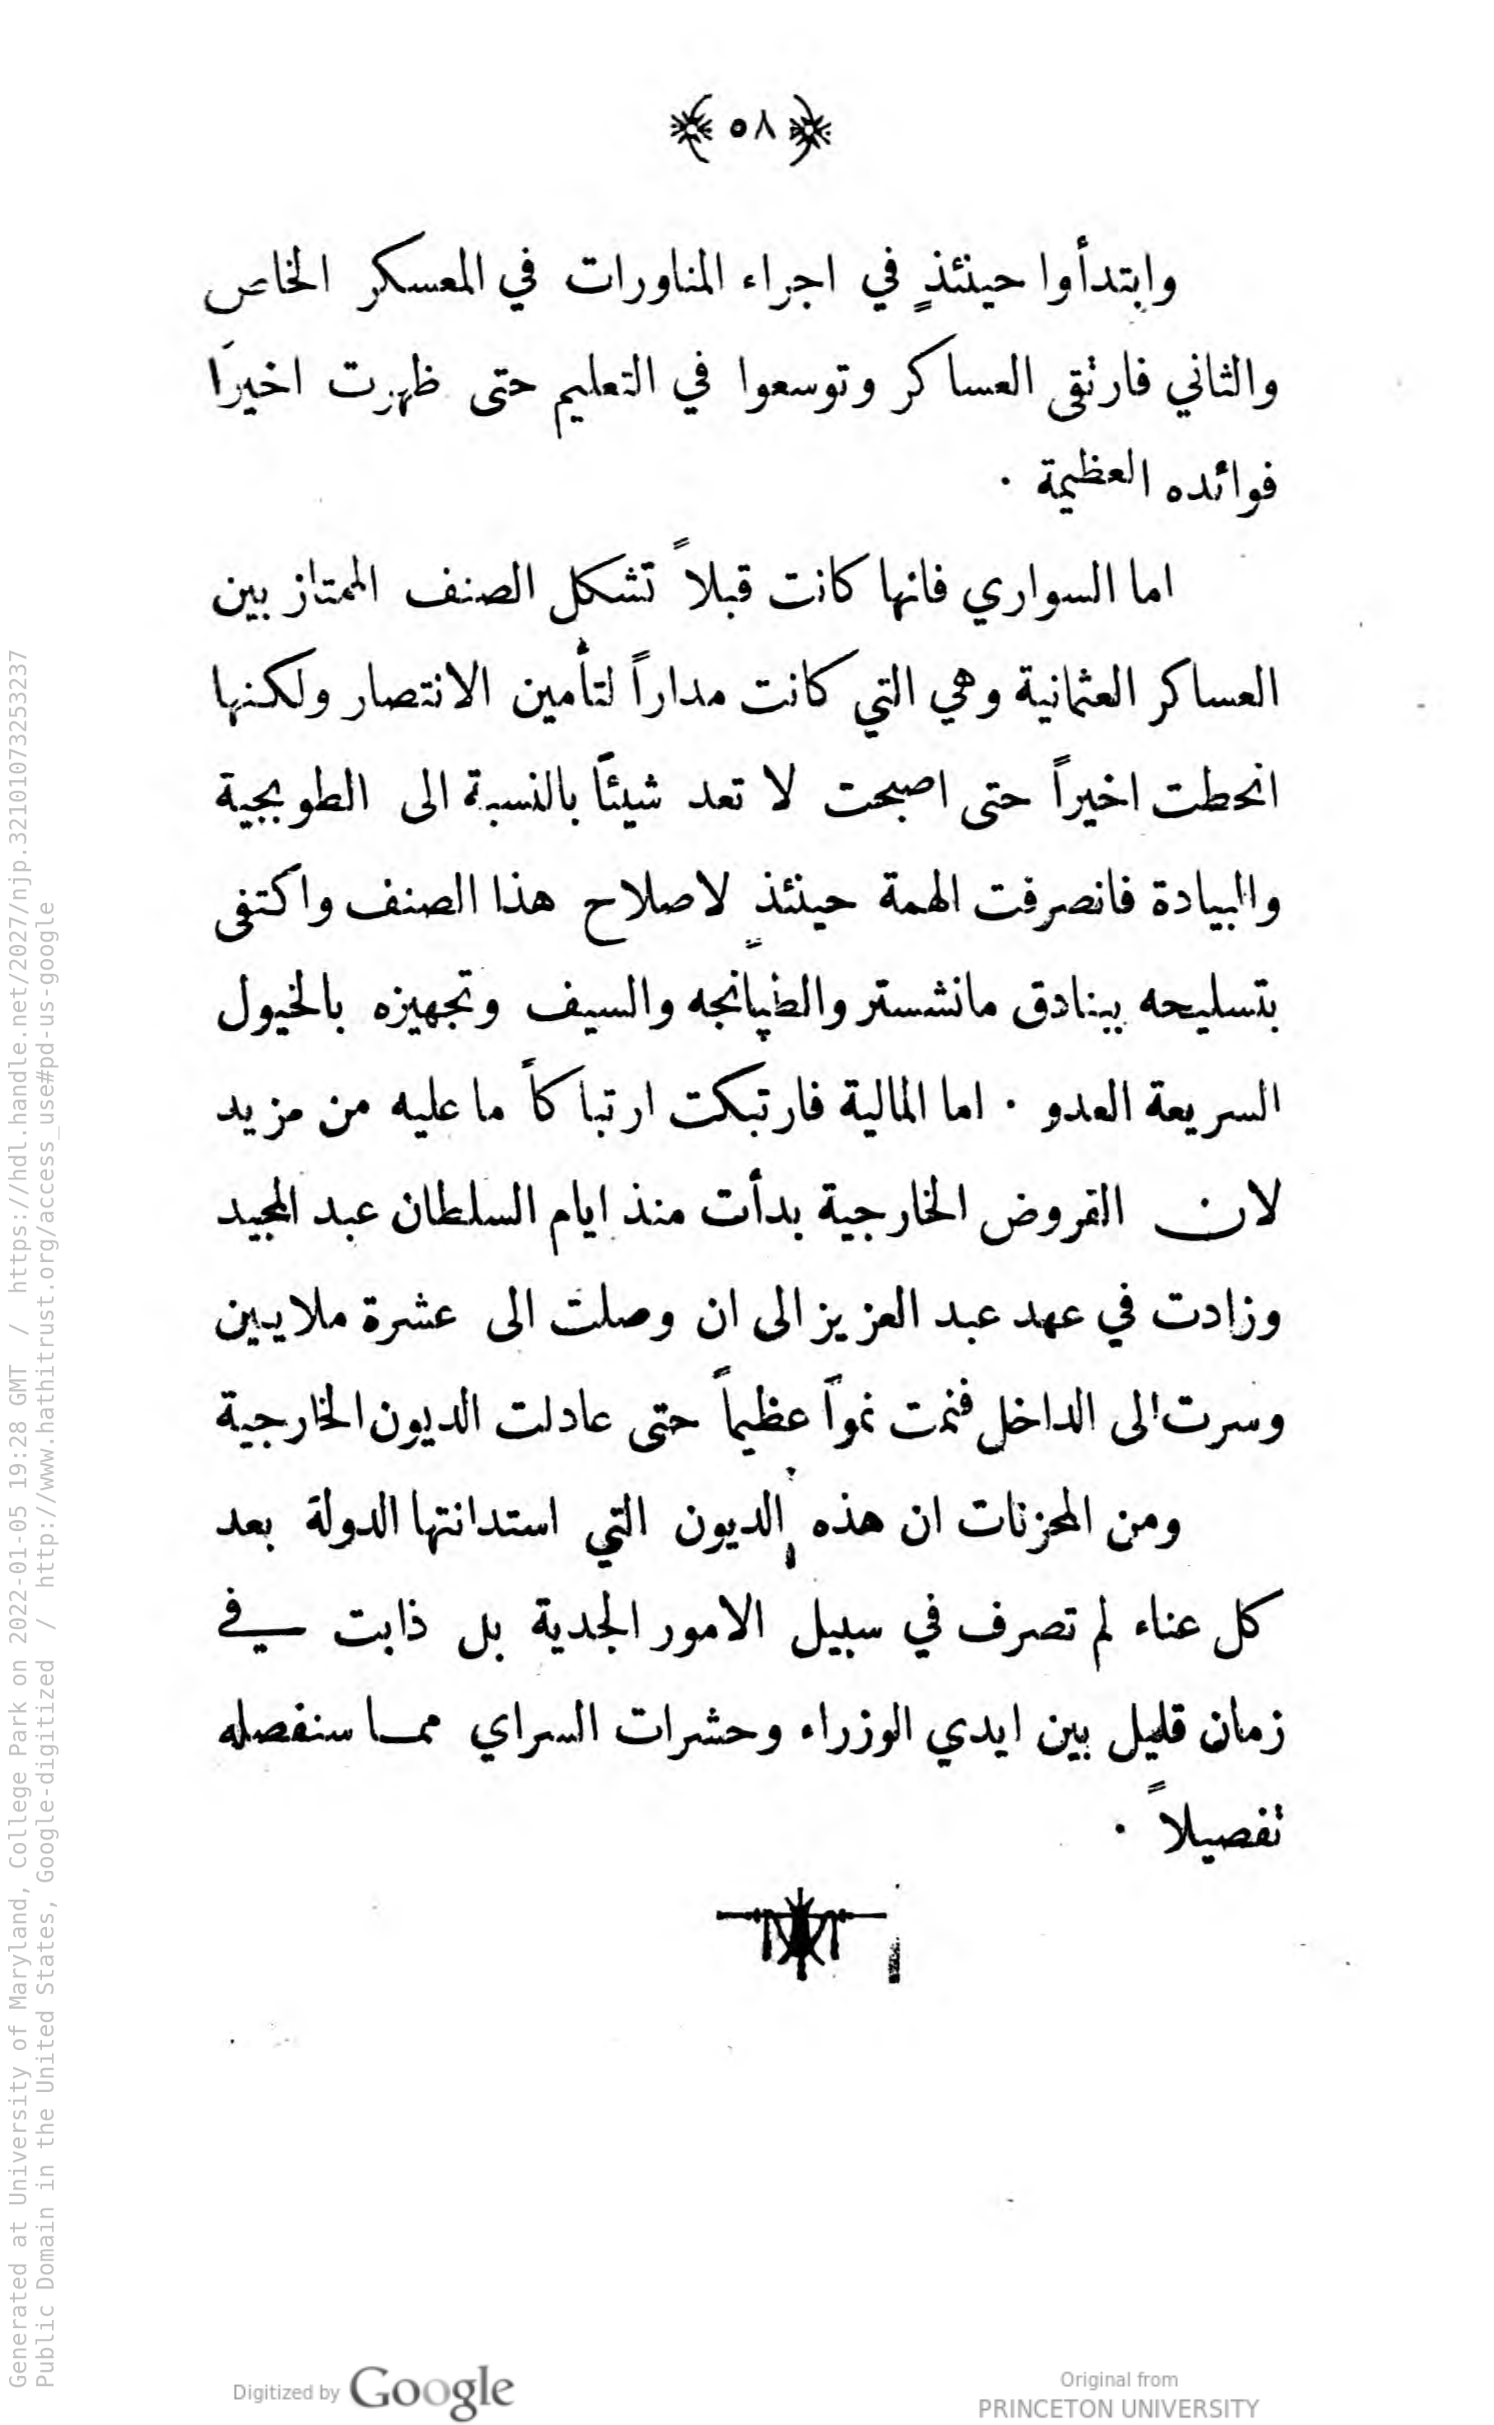 ٥٨
وابتدأوا حينئذٍ في اجراء المناورات في المعسكر الخاص
والثاني فارتقى العساكر وتوسعوا في التعليم حتى ظهرت اخيراً
فوائده العظيمة ·
اما السواري فانها كانت قبلاً تشكل الصنف الممتاز بين
العساكر العثمانية وهي التي كانت مداراً لتأمين الانتصار ولكنها
انحطت اخيراً حتى اصبحت لا تعد شيئاً بالنسبة الى الطوبجية
والبيادة فانصرفت الهمة حينئذٍ لاصلاح هذا الصنف واكتفى
بتسليحه ببنادق مانشستر والطپانجه والسيف وتجهيزه بالخيول
السريعة العدو · اما المالية فارتبكت ارتباكاً ما عليه من مزيد
لان القروض الخارجية بدأت منذ ايام السلطان عبد المجيد
وزادت في عهد عبد العزيز الى ان وصلت الى عشرة ملايين
وسرت الى الداخل فنمت نمواً عظيماً حتى عادلت الديون الخارجية
ومن المحزنات ان هذه الديون التي استدانتها الدولة بعد
كل عناء لم تصرف في سبيل الامور الجدية بل ذابت في
زمان قليل بين ايدي الوزراء وحشرات السراي مما سنفصله
تفصيلاً ·
Generated at University of Maryland, College Park on 2022-01-05 19:28 GMT / https://hdl.handle.net/2027/njp.32101073253237
Public Domain in the United States, Google-digitized / http://www.hathitrust.org/access_use#pd-us-google
Digitized by Google
Original from
PRINCETON UNIVERSITY